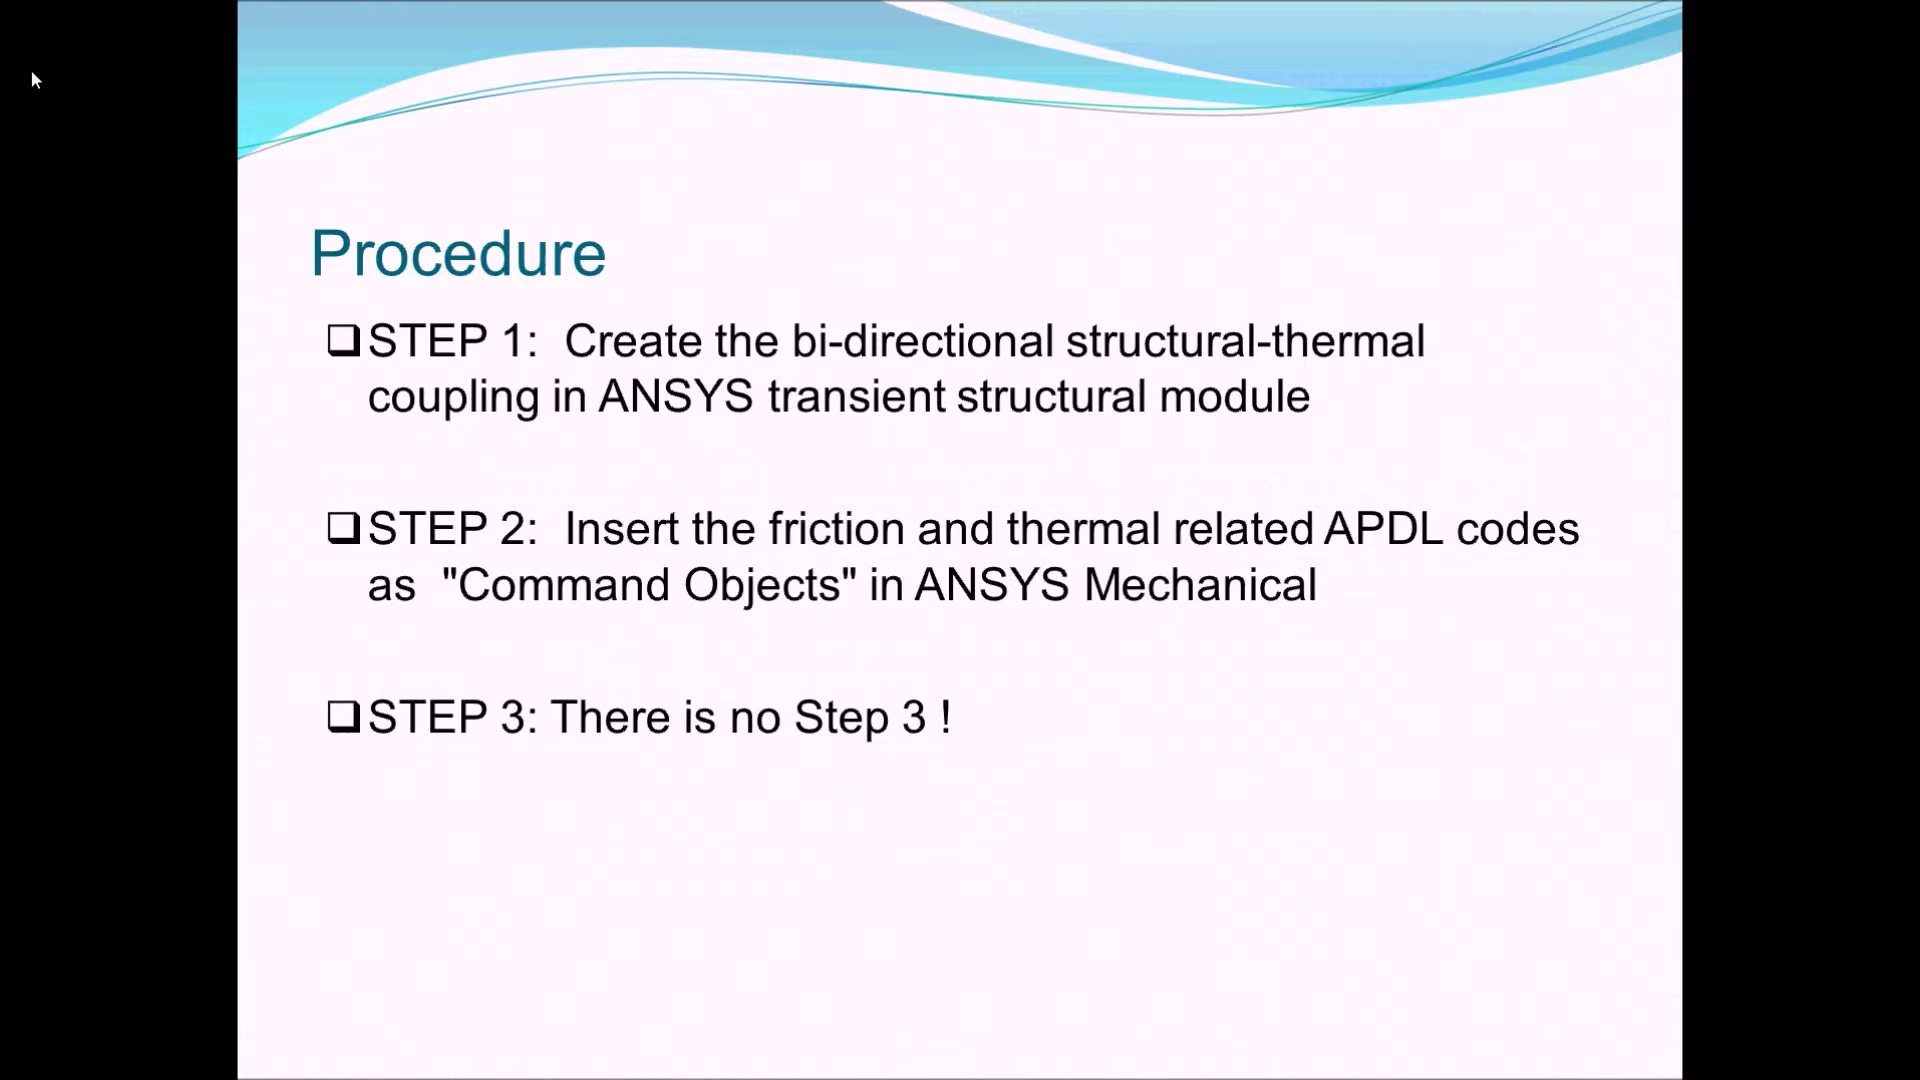 Procedure
STEP 1:  Create the bi-directional structural-thermal
coupling in ANSYS transient structural module
STEP 2:  Insert the friction and thermal related APDL codes
as  "Command Objects" in ANSYS Mechanical
STEP 3: There is no Step 3 !